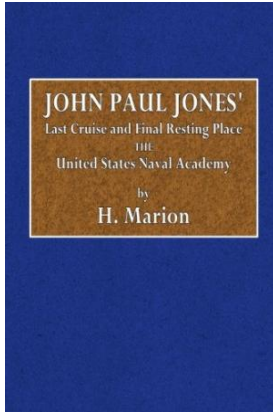 JOHN PAUL JONES'
Last Cruise and Final Resting Place
THE
United States Naval Academy
by
H. Marion